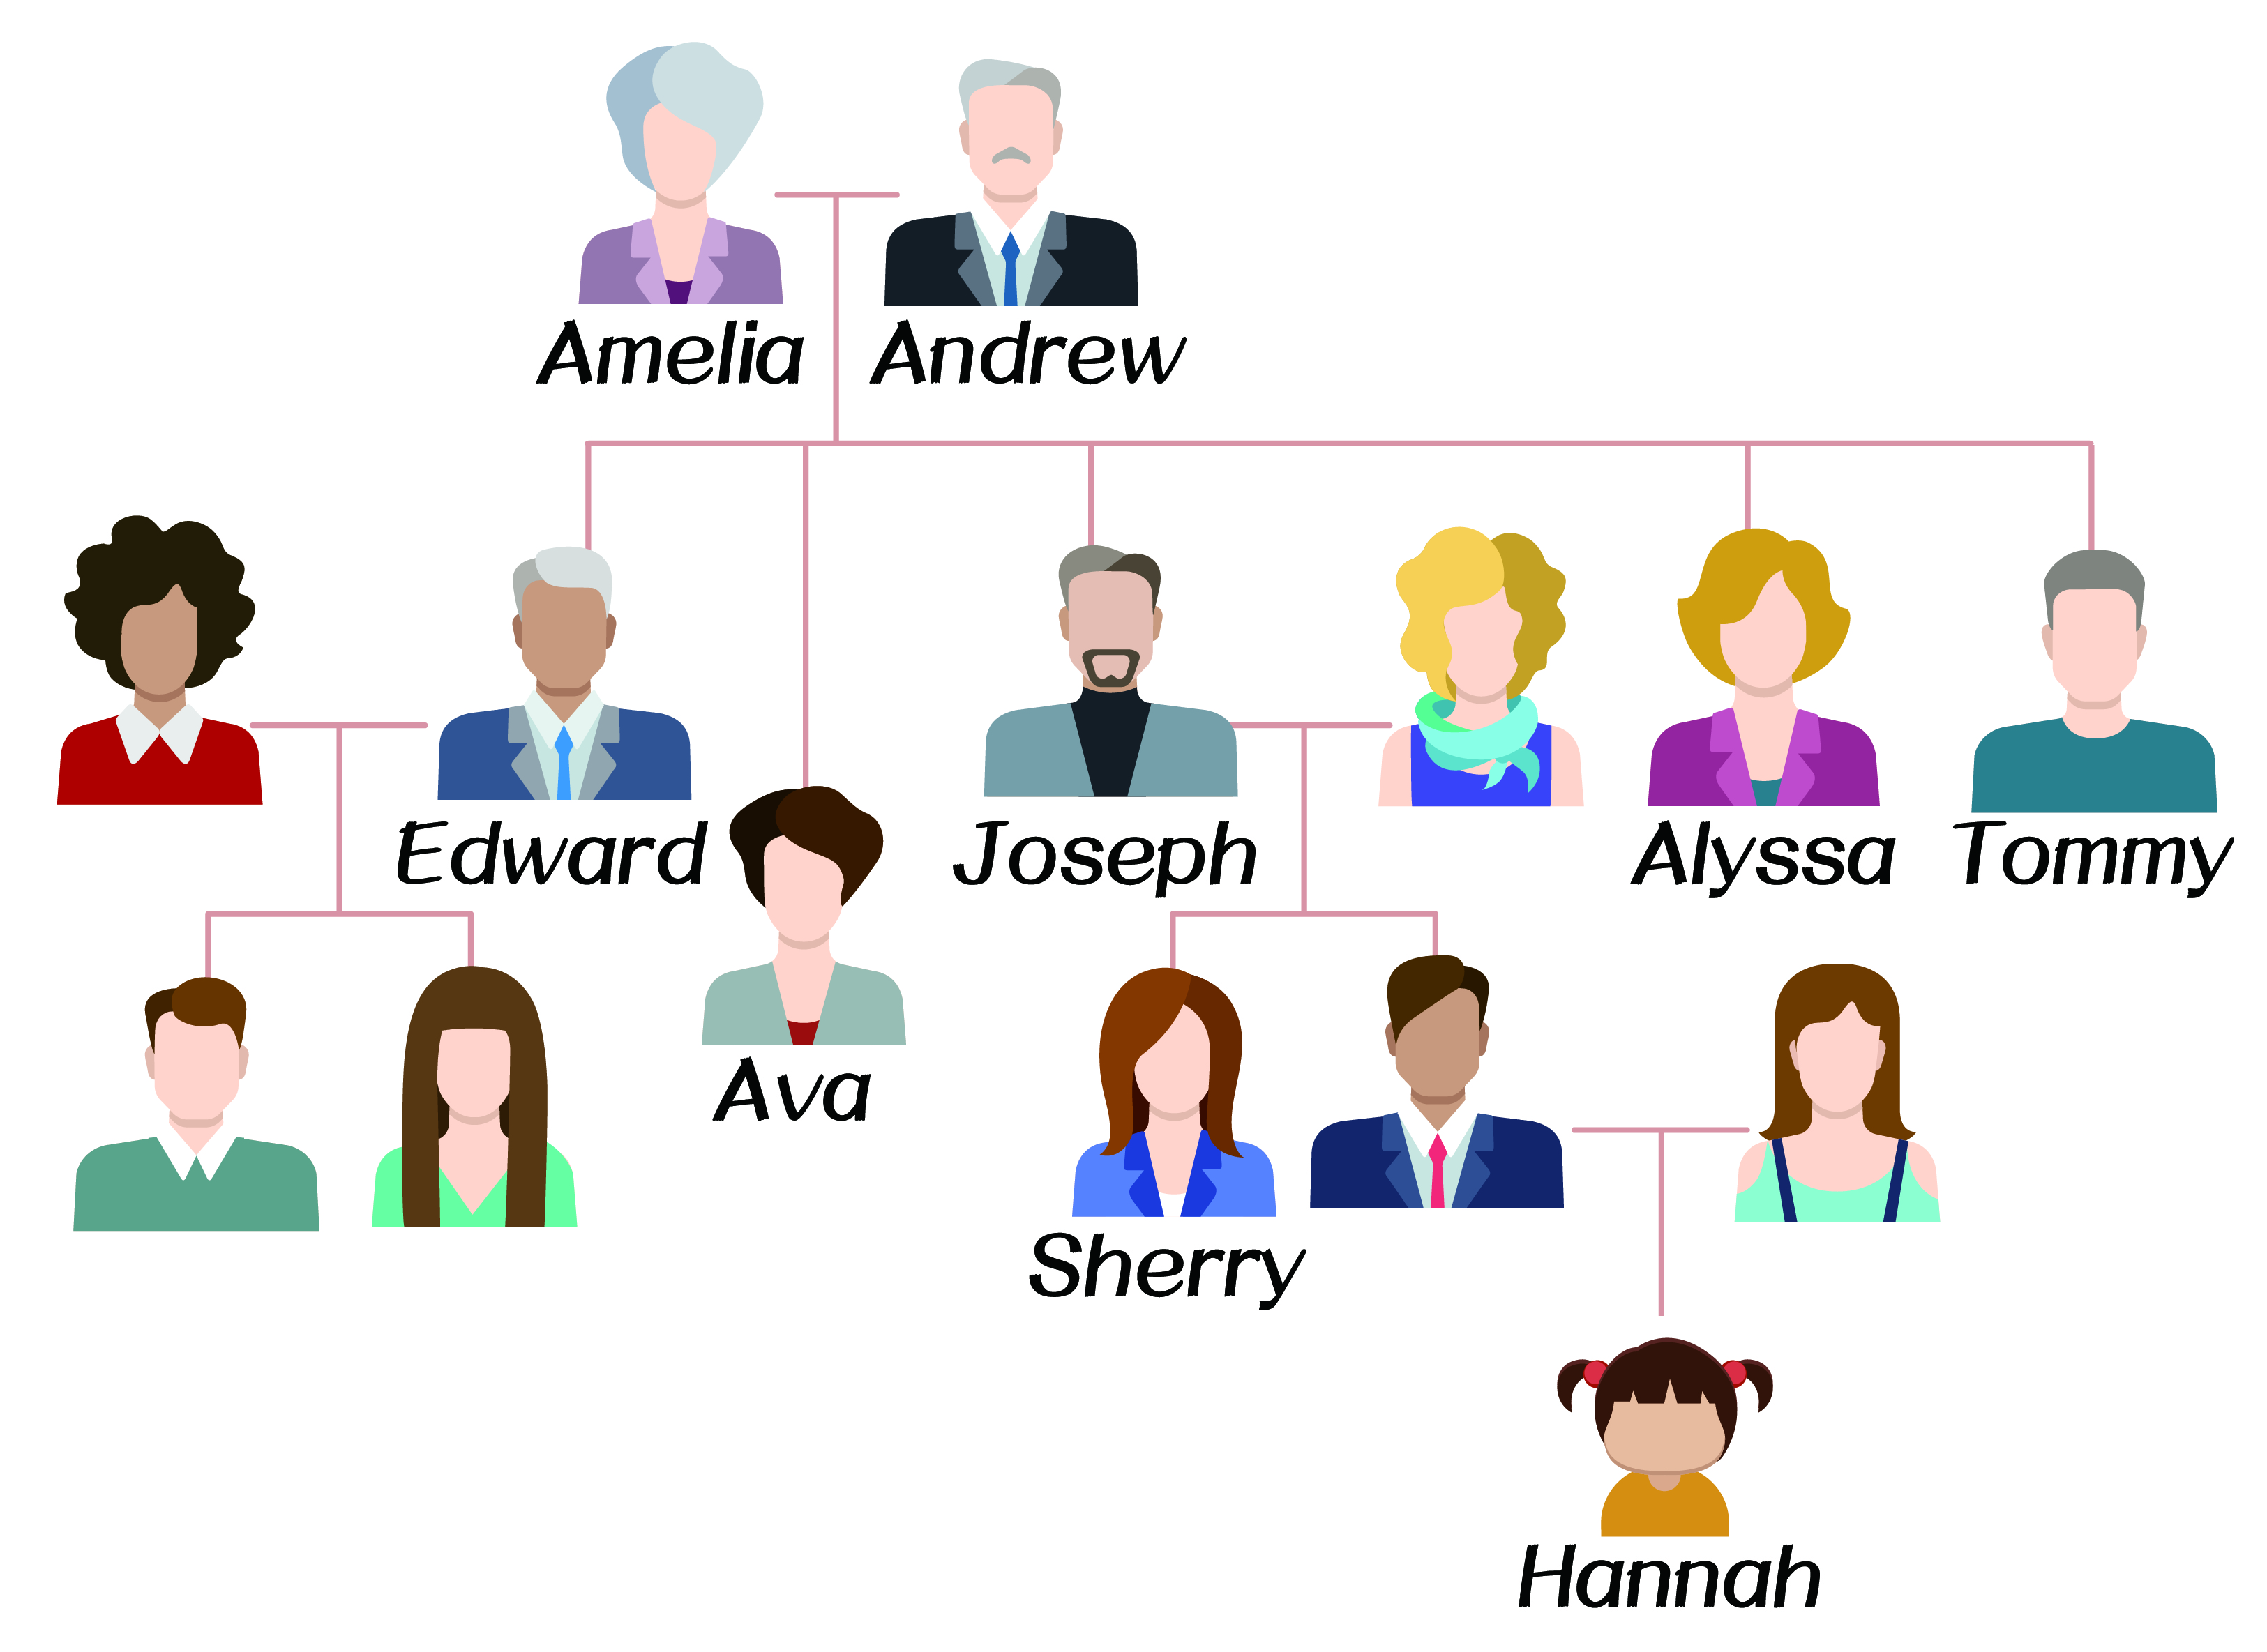 Amelia
Andrew
Edward
Joseph
Alyssa
Tommy
Ava
Sherry
Hannah